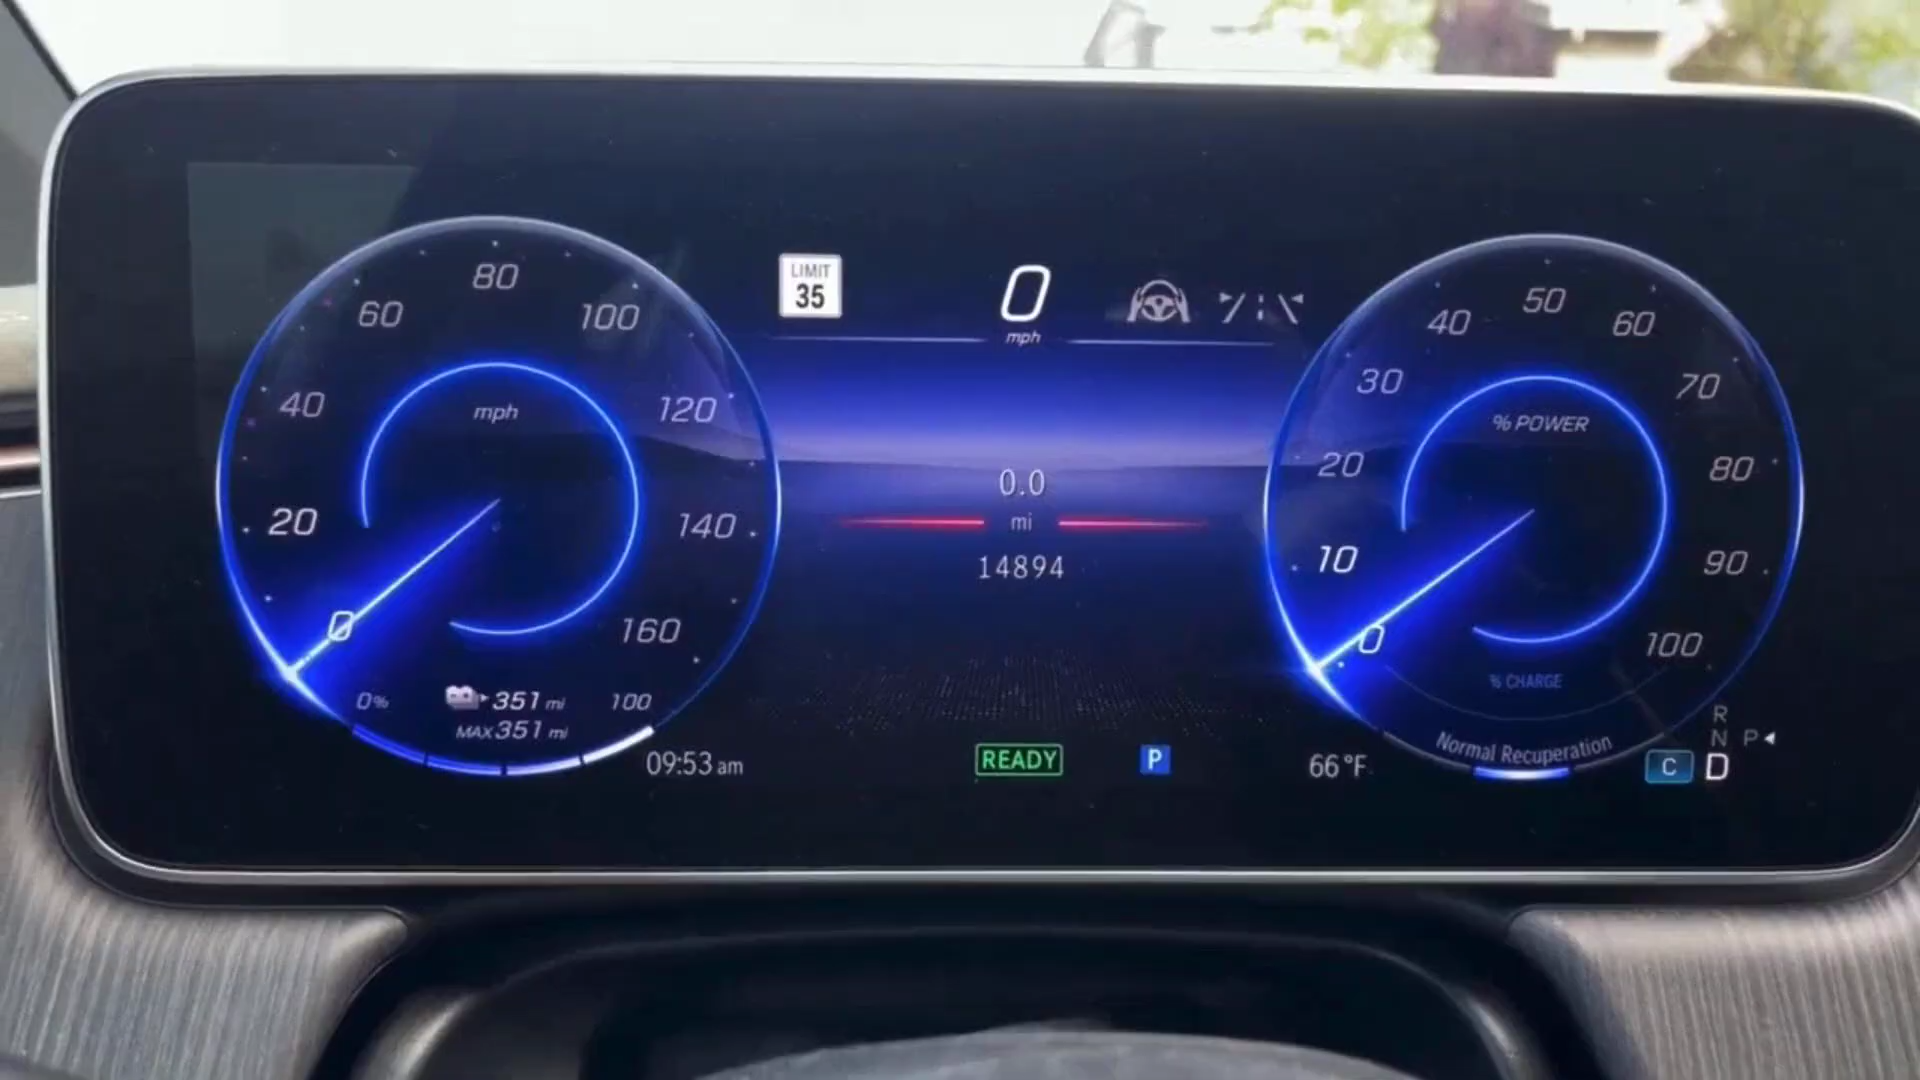 80
60
100
40
120
mph
20
140
0
160
0%
351 mi
100
MAX 351 mi
09:53 am
LIMIT
35
0
mph
0.0
mi
14894
READY
P
50
40
60
30
70
% POWER
20
80
10
90
0
100
% CHARGE
Normal Recuperation
66°F
R
N
P
C
D